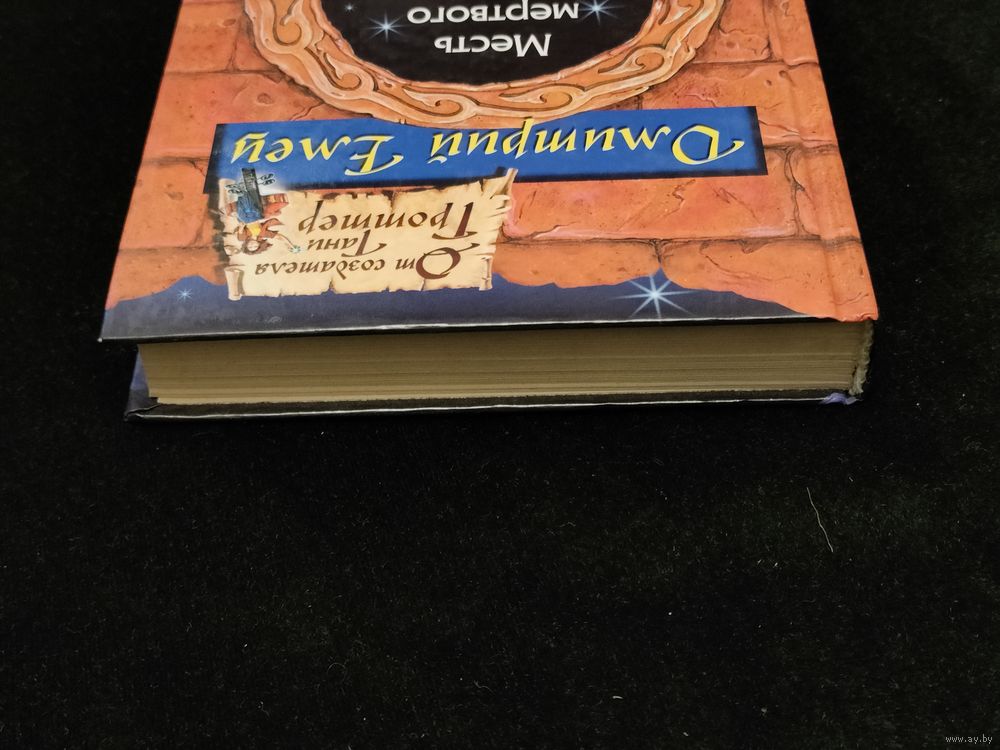 От создателя
Тани
Гроттер
Дмитрий Емец
Месть
мертвого
www.ay.by